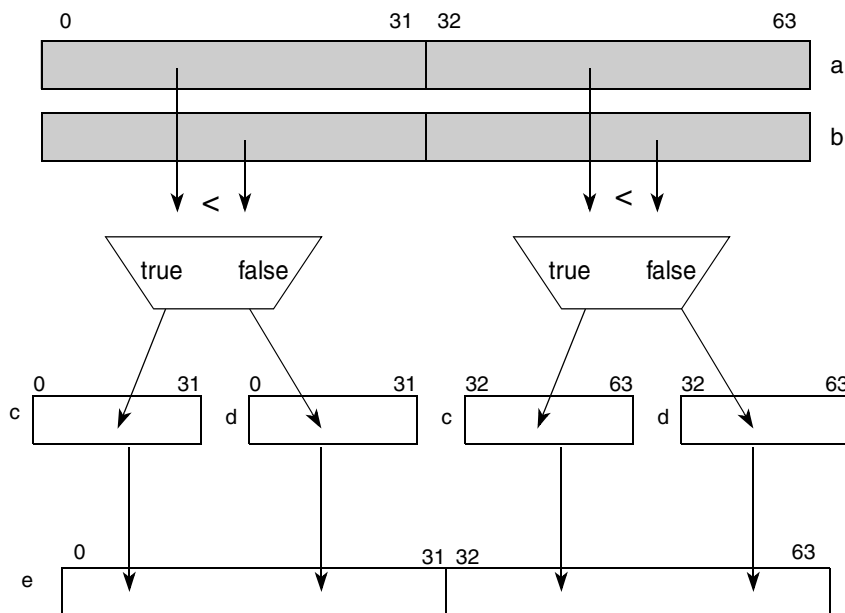 0 31 32 63
a
b
< <
true false true false
0 31 0 31 32 63 32 63
c d c d
0 31 32 63
e